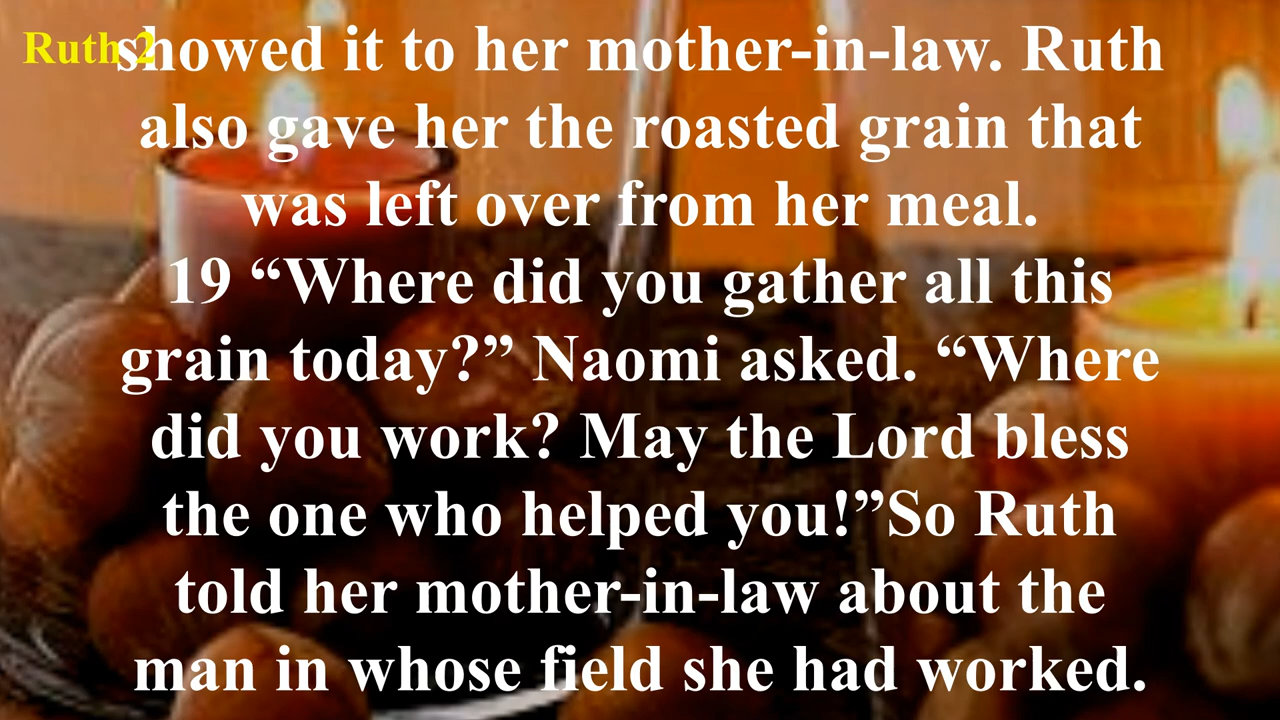 Ruth 2
showed it to her mother-in-law. Ruth
also gave her the roasted grain that
was left over from her meal.
19 “Where did you gather all this
grain today?” Naomi asked. “Where
did you work? May the Lord bless
the one who helped you!”So Ruth
told her mother-in-law about the
man in whose field she had worked.